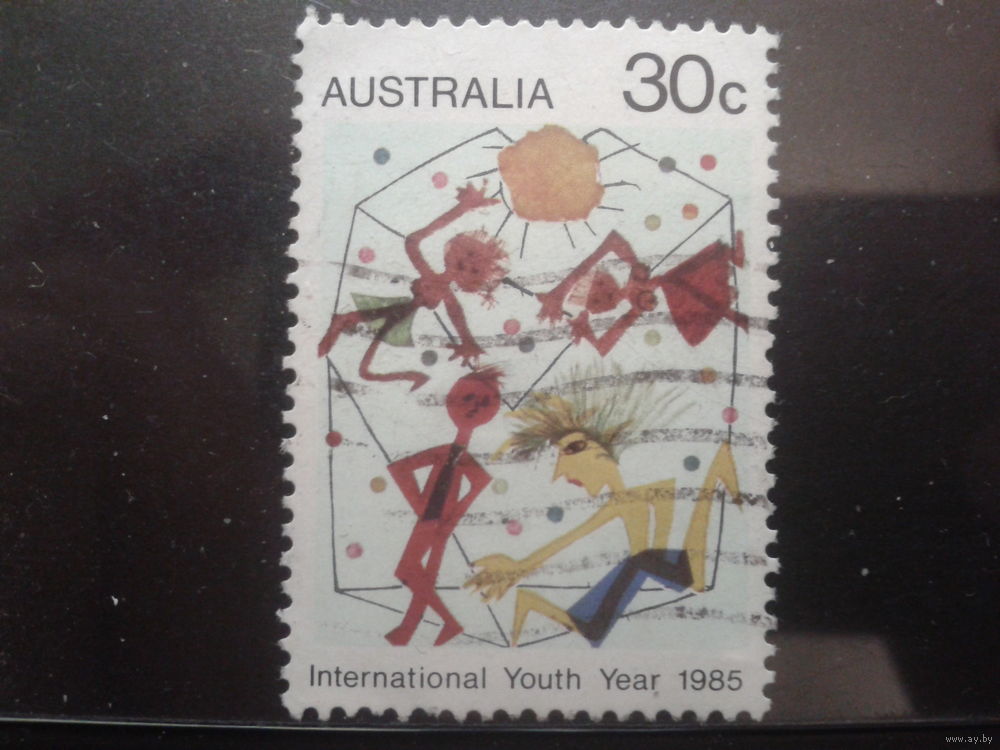 AUSTRALIA 30c
International Youth Year 1985
www.ay.by